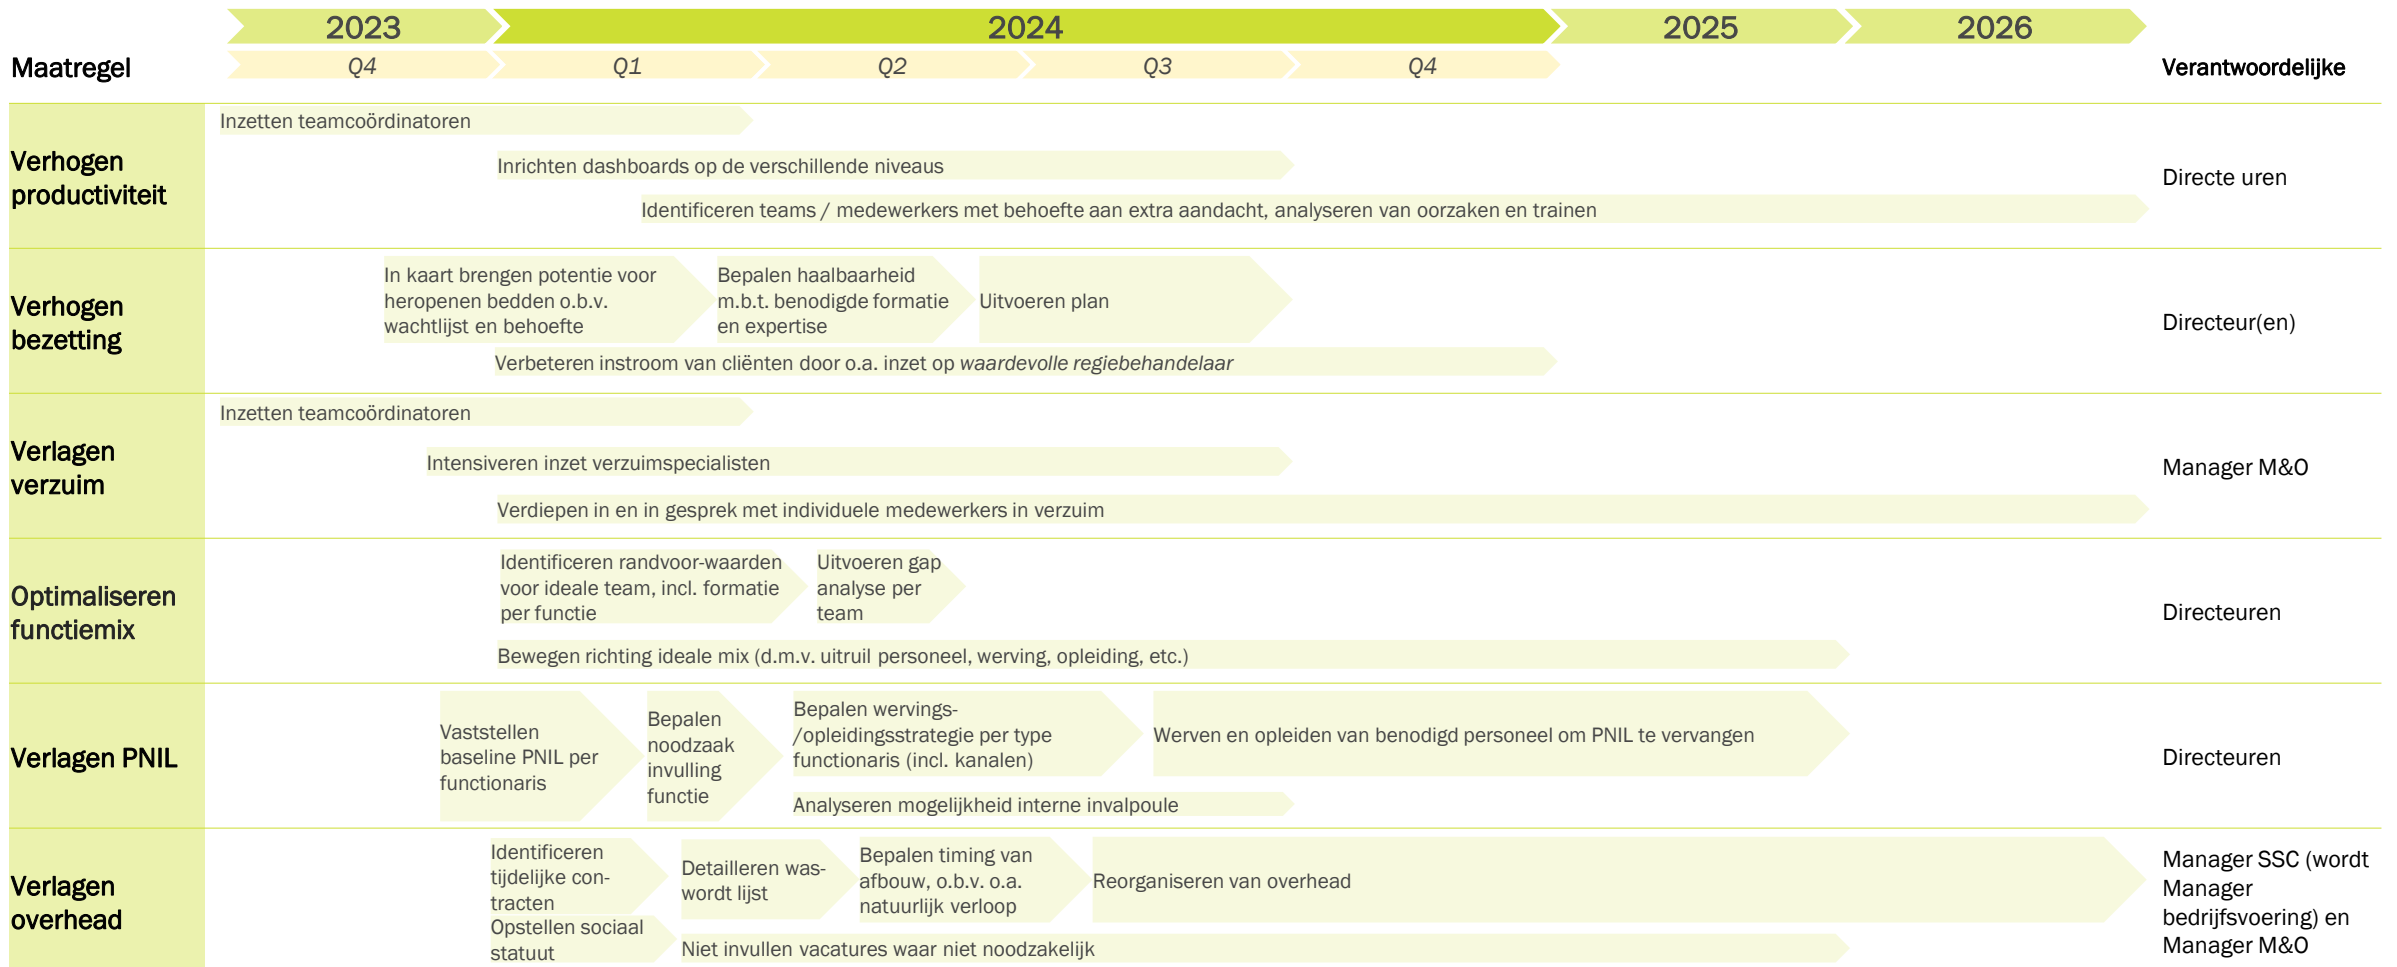 2023
2024
2025
2026
Maatregel
Q4
Q1
Q2
Q3
Q4
Verantwoordelijke
Verhogen
productiviteit
Inzetten teamcoördinatoren
Inrichten dashboards op de verschillende niveaus
Identificeren teams / medewerkers met behoefte aan extra aandacht, analyseren van oorzaken en trainen
Directe uren
Verhogen
bezetting
In kaart brengen potentie voor
heropenen bedden o.b.v.
wachtlijst en behoefte
Bepalen haalbaarheid
m.b.t. benodigde formatie
en expertise
Uitvoeren plan
Verbeteren instroom van cliënten door o.a. inzet op waardevolle regiebehandelaar
Directeur(en)
Verlagen
verzuim
Inzetten teamcoördinatoren
Intensiveren inzet verzuimspecialisten
Verdiepen in en in gesprek met individuele medewerkers in verzuim
Manager M&O
Optimaliseren
functiemix
Identificeren randvoor-waarden
voor ideale team, incl. formatie
per functie
Uitvoeren gap
analyse per
team
Bewegen richting ideale mix (d.m.v. uitruil personeel, werving, opleiding, etc.)
Directeuren
Verlagen PNIL
Vaststellen
baseline PNIL per
functionaris
Bepalen
noodzaak
invulling
functie
Bepalen wervings-
/opleidingsstrategie per type
functionaris (incl. kanalen)
Werven en opleiden van benodigd personeel om PNIL te vervangen
Analyseren mogelijkheid interne invalpoule
Directeuren
Verlagen
overhead
Identificeren
tijdelijke con-
tracten
Opstellen sociaal
statuut
Detailleren was-
wordt lijst
Bepalen timing van
afbouw, o.b.v. o.a.
natuurlijk verloop
Reorganiseren van overhead
Niet invullen vacatures waar niet noodzakelijk
Manager SSC (wordt
Manager
bedrijfsvoering) en
Manager M&O